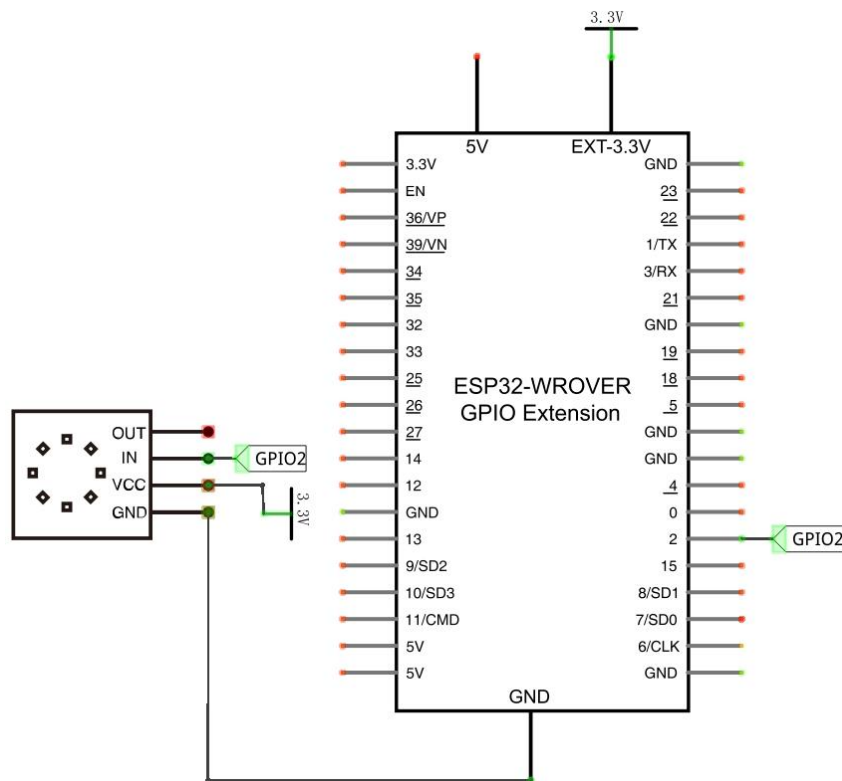 3.3V
5V
EXT-3.3V
3.3V
EN
36/VP
39/VN
34
35
32
33
25
26
27
14
12
GND
13
9/SD2
10/SD3
11/CMD
5V
5V
ESP32-WROVER
GPIO Extension
GND
23
22
1/TX
3/RX
21
GND
19
18
5
GND
GND
4
0
2
15
8/SD1
7/SD0
6/CLK
GND
GPIO2
OUT
IN
VCC
GND
GPIO2
3.3V
GND